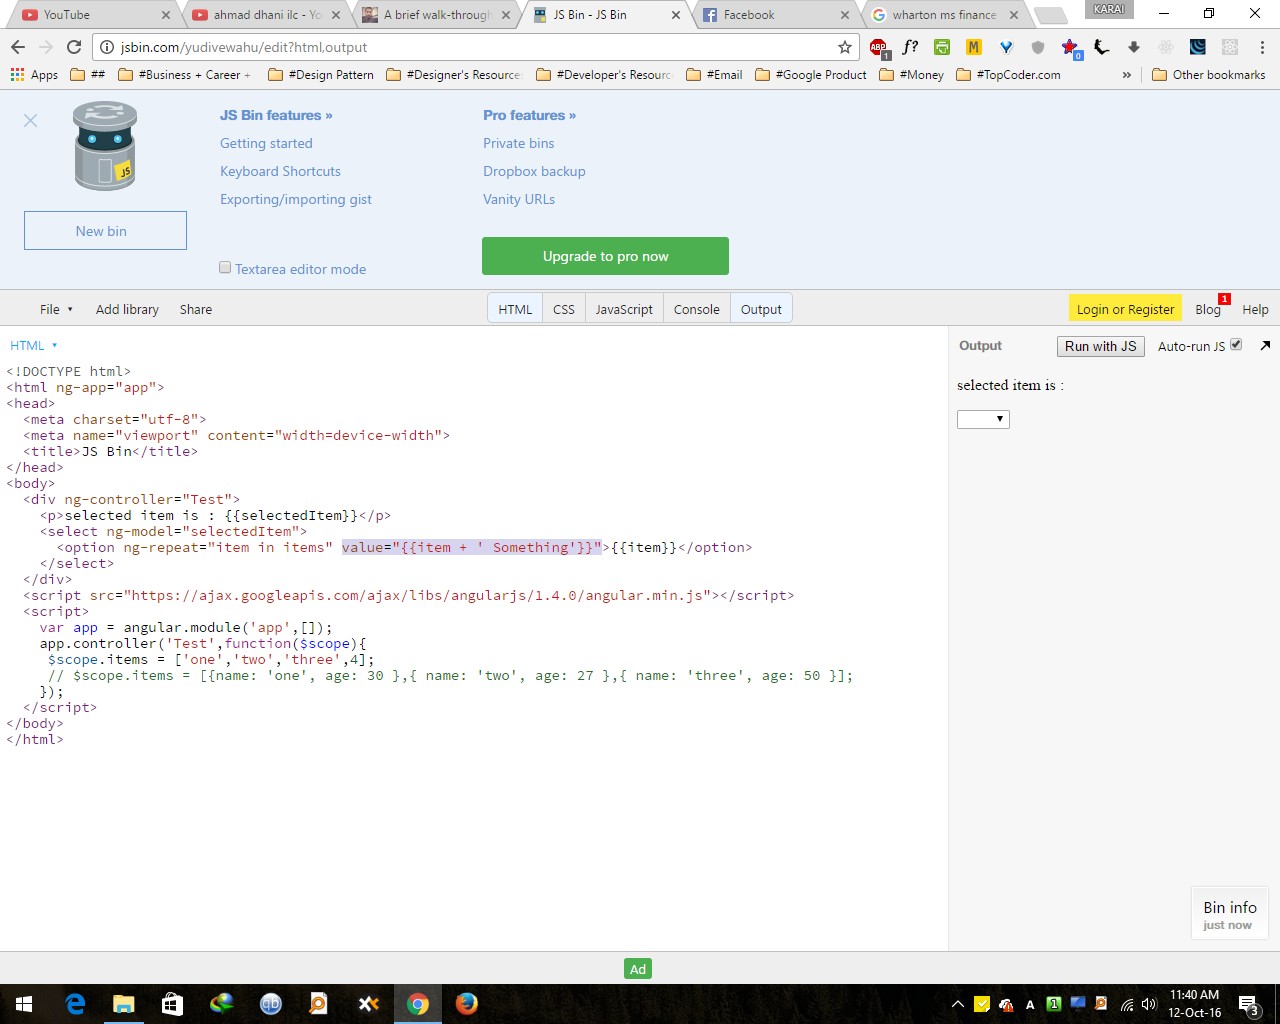 YouTube
ahmad dhani ilc - Yo
A brief walk-through
JS Bin - JS Bin
Facebook
wharton ms finance
KARAI
jsbin.com/yudivewahu/edit?html,output
ABP 1 f? M 0
Apps ## #Business + Career + #Design Pattern #Designer's Resource #Developer's Resourc #Email #Google Product #Money #TopCoder.com » Other bookmarks
JS Bin features »
Getting started
Keyboard Shortcuts
Exporting/importing gist
Pro features »
Private bins
Dropbox backup
Vanity URLs
JS
New bin
Textarea editor mode
Upgrade to pro now
File Add library Share HTML CSS JavaScript Console Output Login or Register Blog 1 Help
HTML
Output Run with JS Auto-run JS
<!DOCTYPE html>
<html ng-app="app">
<head>
<meta charset="utf-8">
<meta name="viewport" content="width=device-width">
<title>JS Bin</title>
</head>
<body>
<div ng-controller="Test">
<p>selected item is : {{selectedItem}}</p>
<select ng-model="selectedItem">
<option ng-repeat="item in items" value="{{item + ' Something'}}">{{item}}</option>
</select>
</div>
<script src="https://ajax.googleapis.com/ajax/libs/angularjs/1.4.0/angular.min.js"></script>
<script>
var app = angular.module('app',[]);
app.controller('Test',function($scope){
$scope.items = ['one','two','three',4];
// $scope.items = [{name: 'one', age: 30 },{ name: 'two', age: 27 },{ name: 'three', age: 50 }];
});
</script>
</body>
</html>
selected item is :
Bin info
just now
Ad
qb
A 1
11:40 AM
12-Oct-16
3